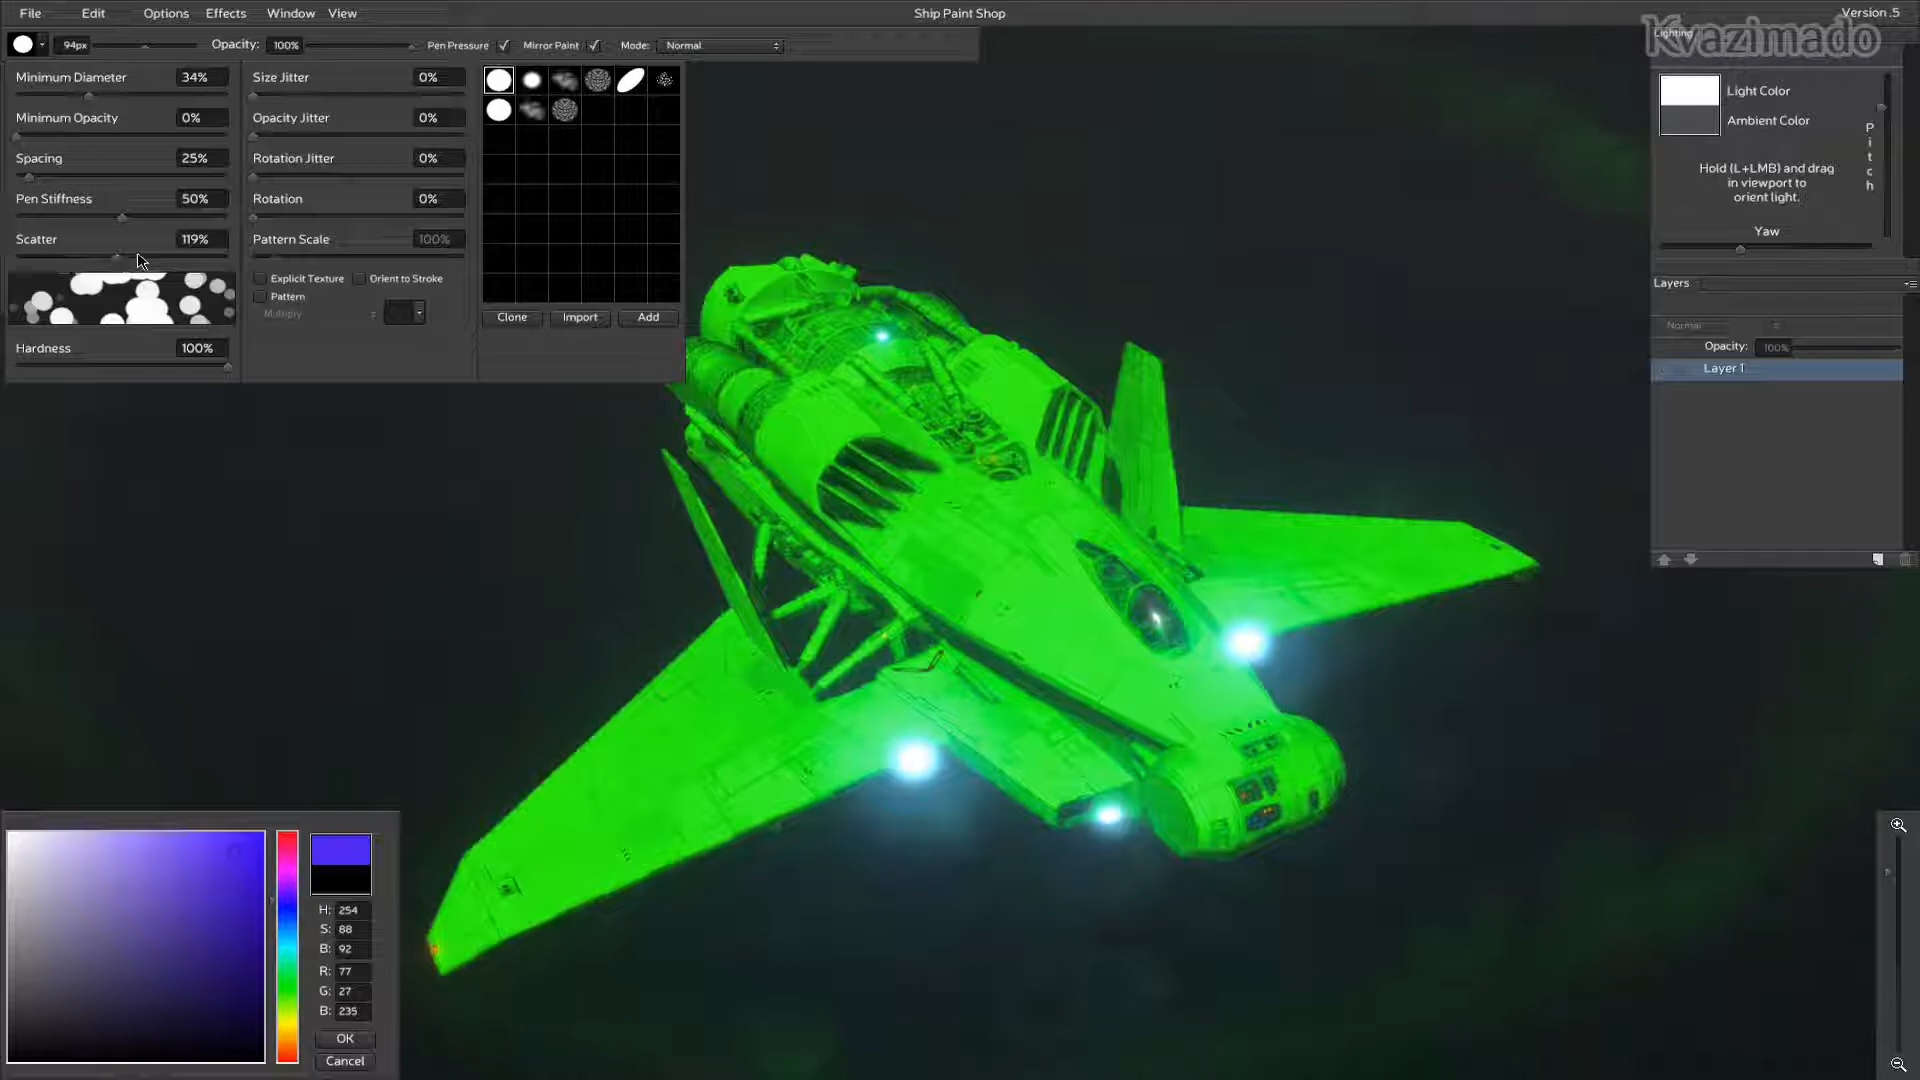 File Edit Options Effects Window View Ship Paint Shop Version .5
Kvazimado
94px Opacity: 100% Pen Pressure Mirror Paint Mode: Normal
Lighting
Minimum Diameter 34% Size Jitter 0%
Minimum Opacity 0% Opacity Jitter 0%
Spacing 25% Rotation Jitter 0%
Pen Stiffness 50% Rotation 0%
Scatter 119% Pattern Scale 100%
Explicit Texture Orient to Stroke
Pattern
Multiply
Clone Import Add
Hardness 100%
Light Color
Ambient Color
Pitch
Hold (L+LMB) and drag
in viewport to
orient light.
Yaw
Layers
Normal
Opacity: 100%
Layer 1
H: 254
S: 88
B: 92
R: 77
G: 27
B: 235
OK
Cancel